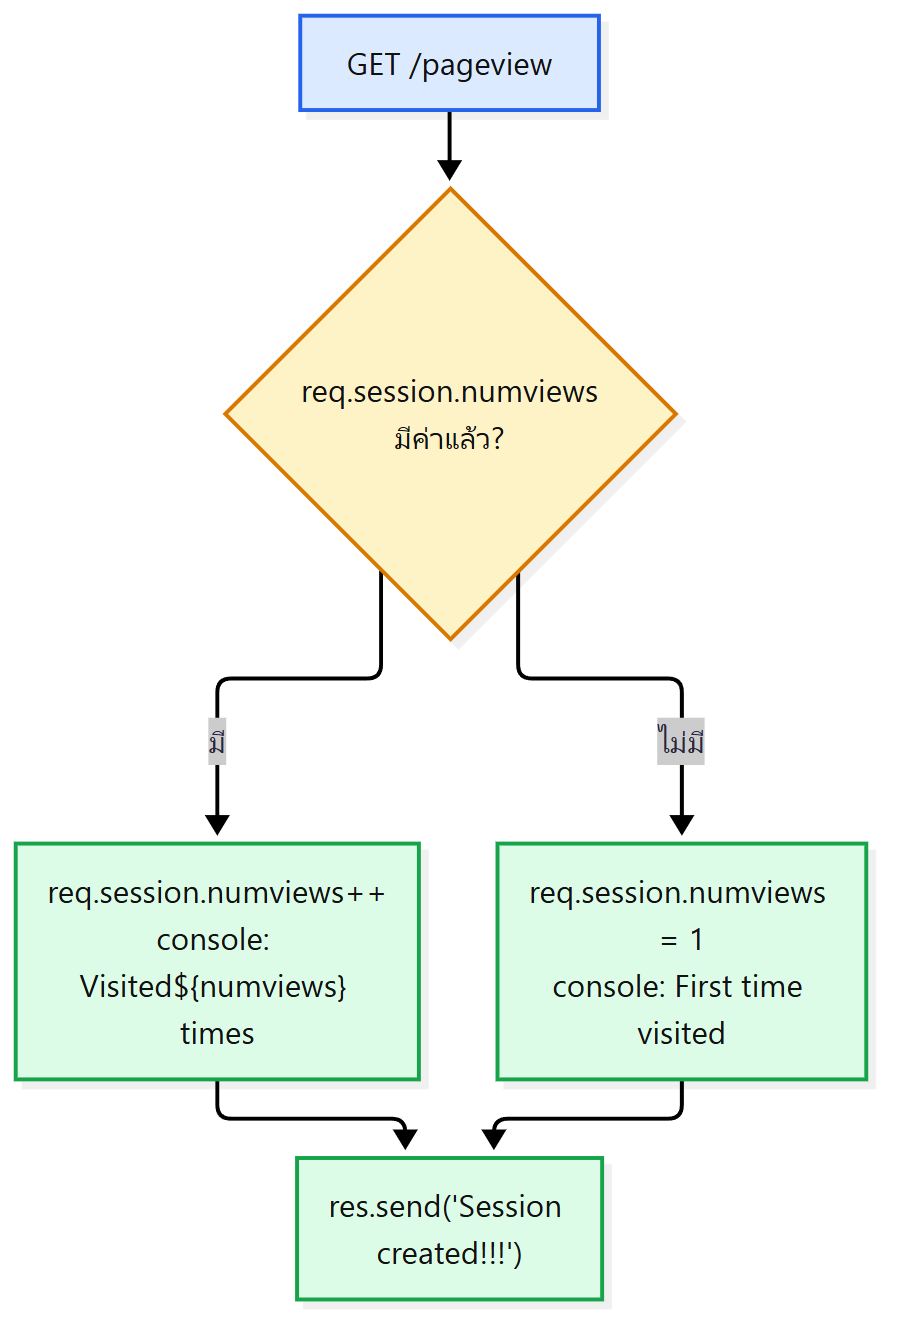 GET /pageview
req.session.numviews
มีค่าแล้ว?
มี
ไม่มี
req.session.numviews++
console:
Visited${numviews}
times
req.session.numviews
= 1
console: First time
visited
res.send('Session
created!!!')